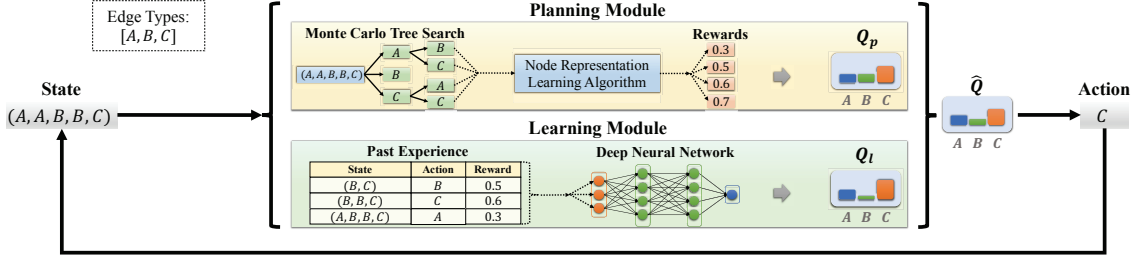 Edge Types:
[A, B, C]
State
(A, A, B, B, C)
Planning Module
Monte Carlo Tree Search
(A, A, B, B, C)
A
B
C
B
C
A
C
Node Representation
Learning Algorithm
Rewards
0.3
0.5
0.6
0.7
Q_p
A B C
Learning Module
Past Experience
State Action Reward
(B, C) B 0.5
(B, B, C) C 0.6
(A, B, B, C) A 0.3
Deep Neural Network
Q_l
A B C
Q̂
A B C
Action
C